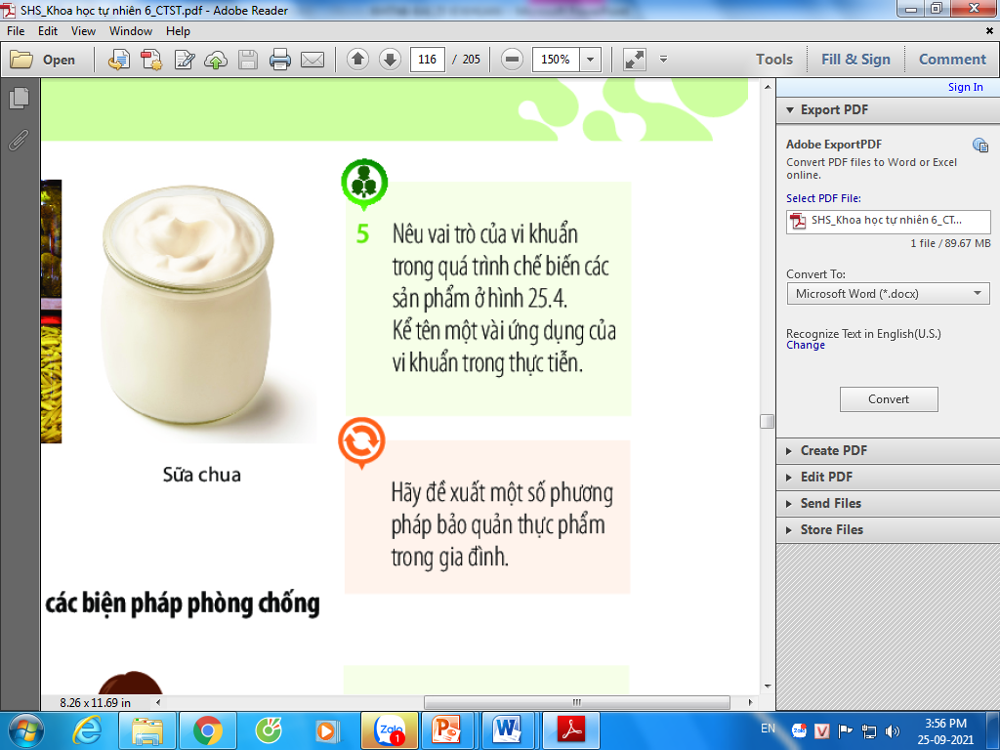 SHS_Khoa học tự nhiên 6_CTST.pdf - Adobe Reader
File Edit View Window Help
Open 116 / 205 150% Tools Fill & Sign Comment
Sign In
Export PDF
Adobe ExportPDF
Convert PDF files to Word or Excel
online.
Select PDF File:
SHS_Khoa học tự nhiên 6_CT...
1 file / 89.67 MB
Convert To:
Microsoft Word (*.docx)
Recognize Text in English(U.S.)
Change
Convert
Create PDF
Edit PDF
Send Files
Store Files
5 Nêu vai trò của vi khuẩn
trong quá trình chế biến các
sản phẩm ở hình 25.4.
Kể tên một vài ứng dụng của
vi khuẩn trong thực tiễn.
Sữa chua
Hãy đề xuất một số phương
pháp bảo quản thực phẩm
trong gia đình.
các biện pháp phòng chống
8.26 x 11.69 in
Zalo 1
EN
3:56 PM
25-09-2021